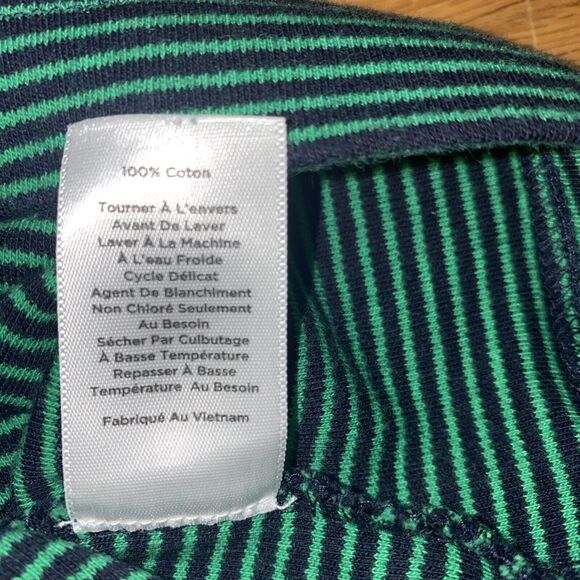 100% Coton
Tourner À L'envers
Avant De Laver
Laver À La Machine
À L'eau Froide
Cycle Délicat
Agent De Blanchiment
Non Chloré Seulement
Au Besoin
Sécher Par Culbutage
À Basse Température
Repasser À Basse
Température Au Besoin
Fabriqué Au Vietnam